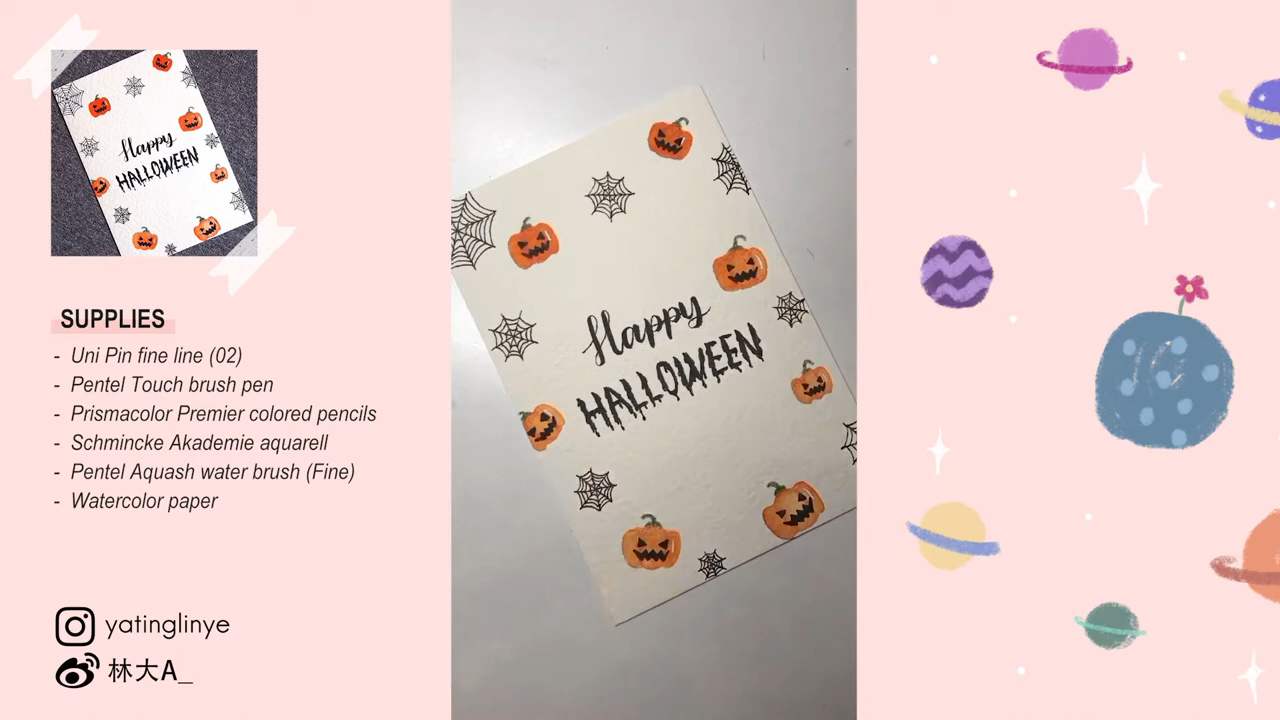 Happy
HALLOWEEN
SUPPLIES
- Uni Pin fine line (02)
- Pentel Touch brush pen
- Prismacolor Premier colored pencils
- Schmincke Akademie aquarell
- Pentel Aquash water brush (Fine)
- Watercolor paper
yatinglinye
林大A_
Happy
HALLOWEEN